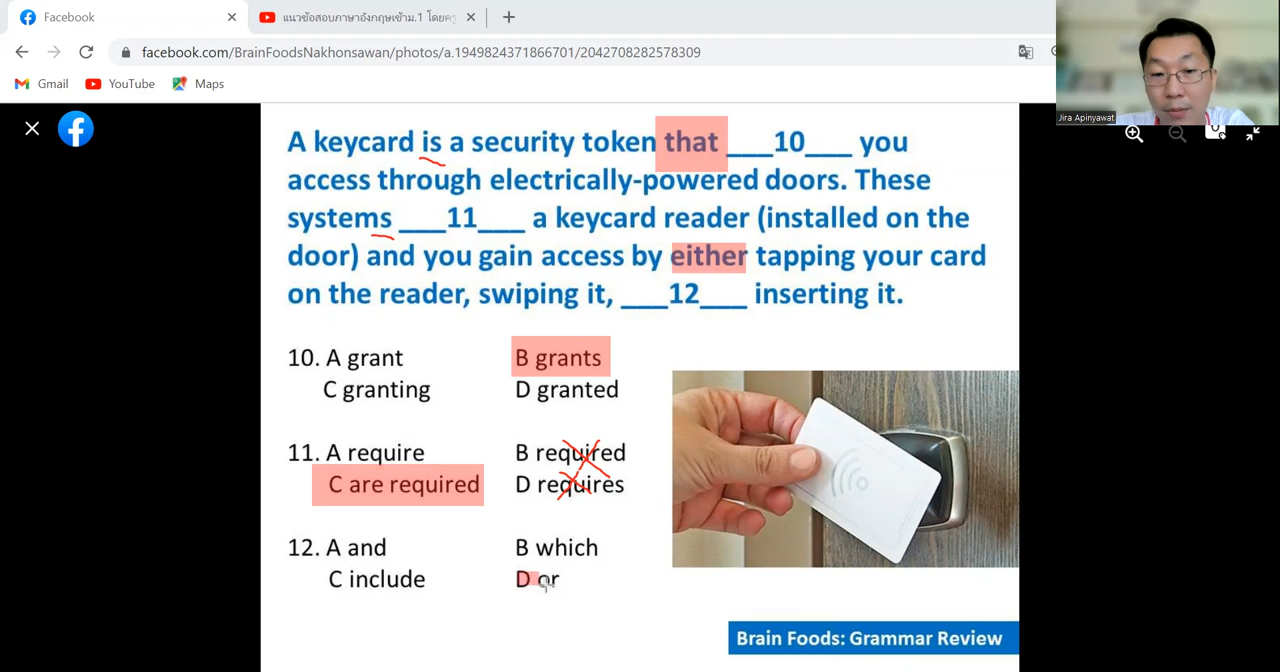 Facebook
แนวข้อสอบภาษาอังกฤษเข้าม.1 โดยคร
facebook.com/BrainFoodsNakhonsawan/photos/a.1949824371866701/2042708282578309
Gmail YouTube Maps
Jira Apinyawat
A keycard is a security token that ___10___ you
access through electrically-powered doors. These
systems ___11___ a keycard reader (installed on the
door) and you gain access by either tapping your card
on the reader, swiping it, ___12___ inserting it.
10. A grant B grants
C granting D granted
11. A require B required
C are required D requires
12. A and B which
C include D or
Brain Foods: Grammar Review